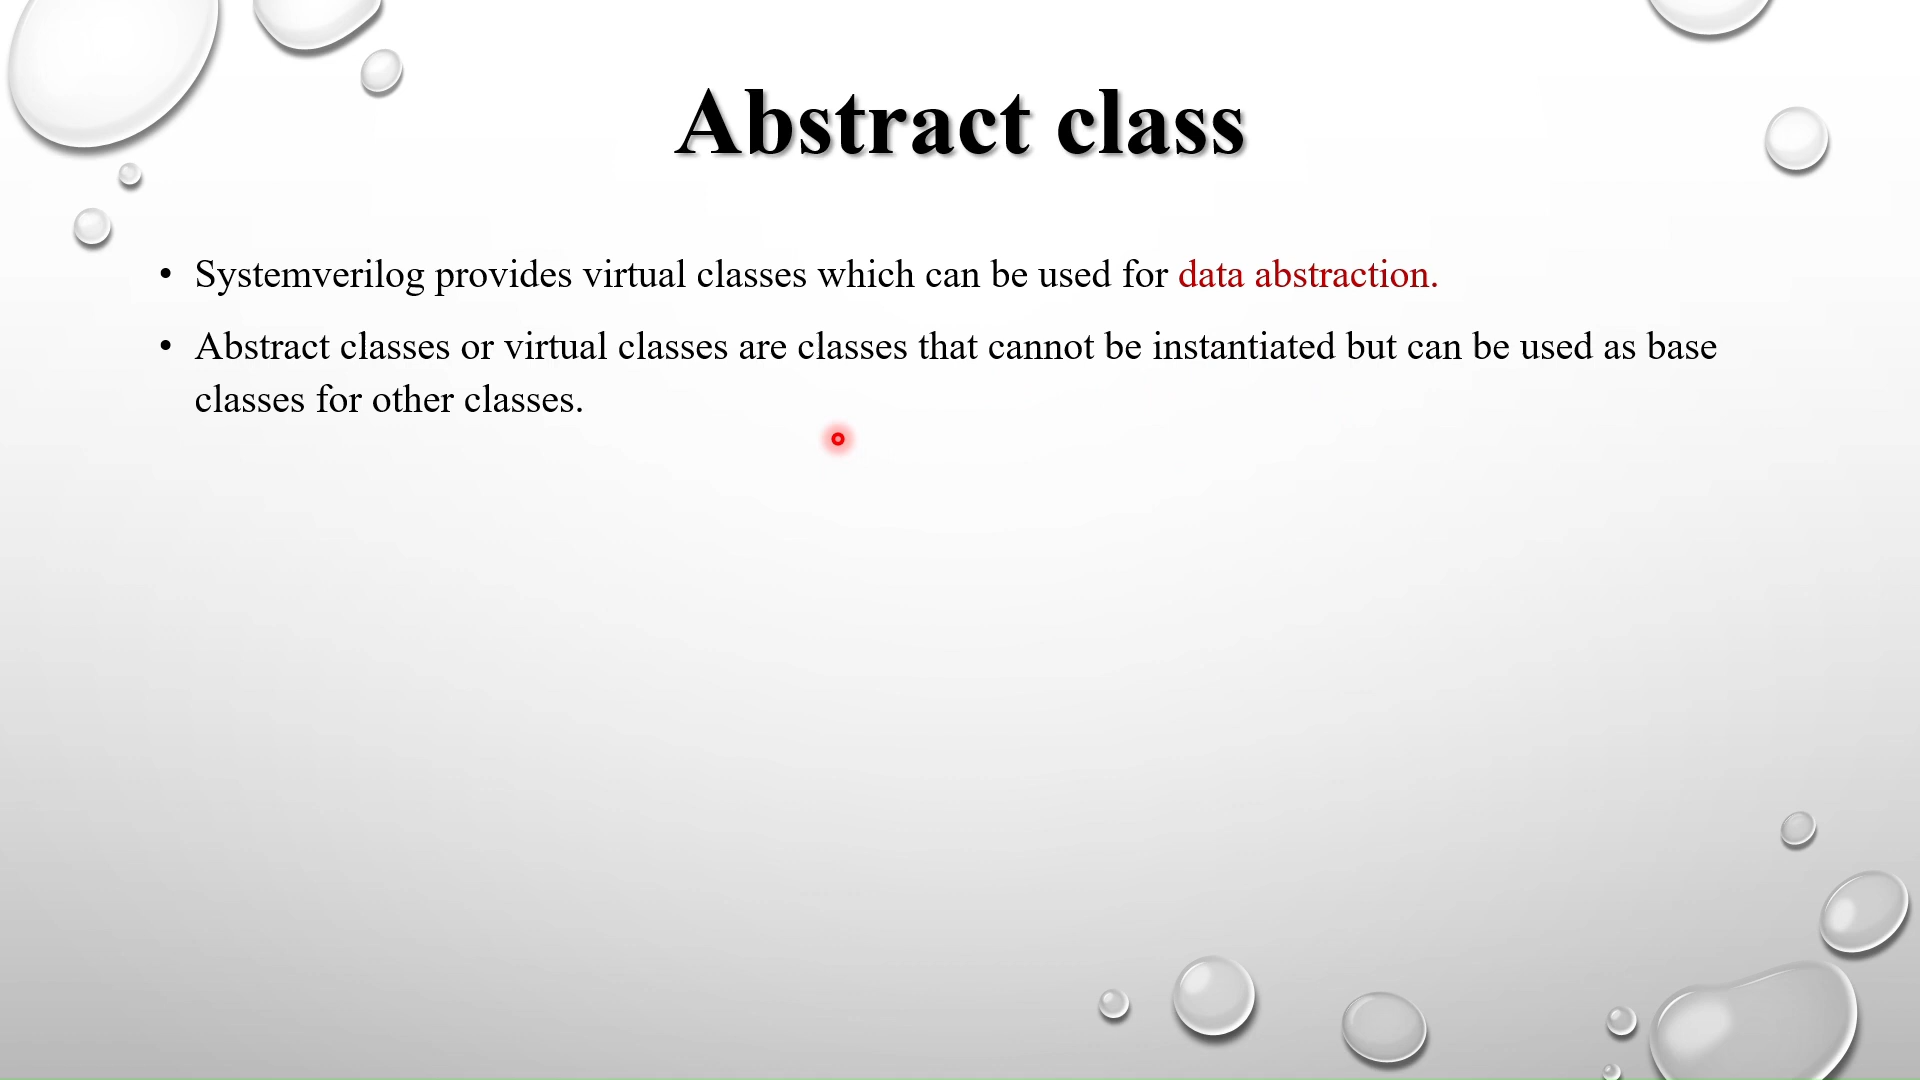 Abstract class
• Systemverilog provides virtual classes which can be used for data abstraction.
• Abstract classes or virtual classes are classes that cannot be instantiated but can be used as base
classes for other classes.